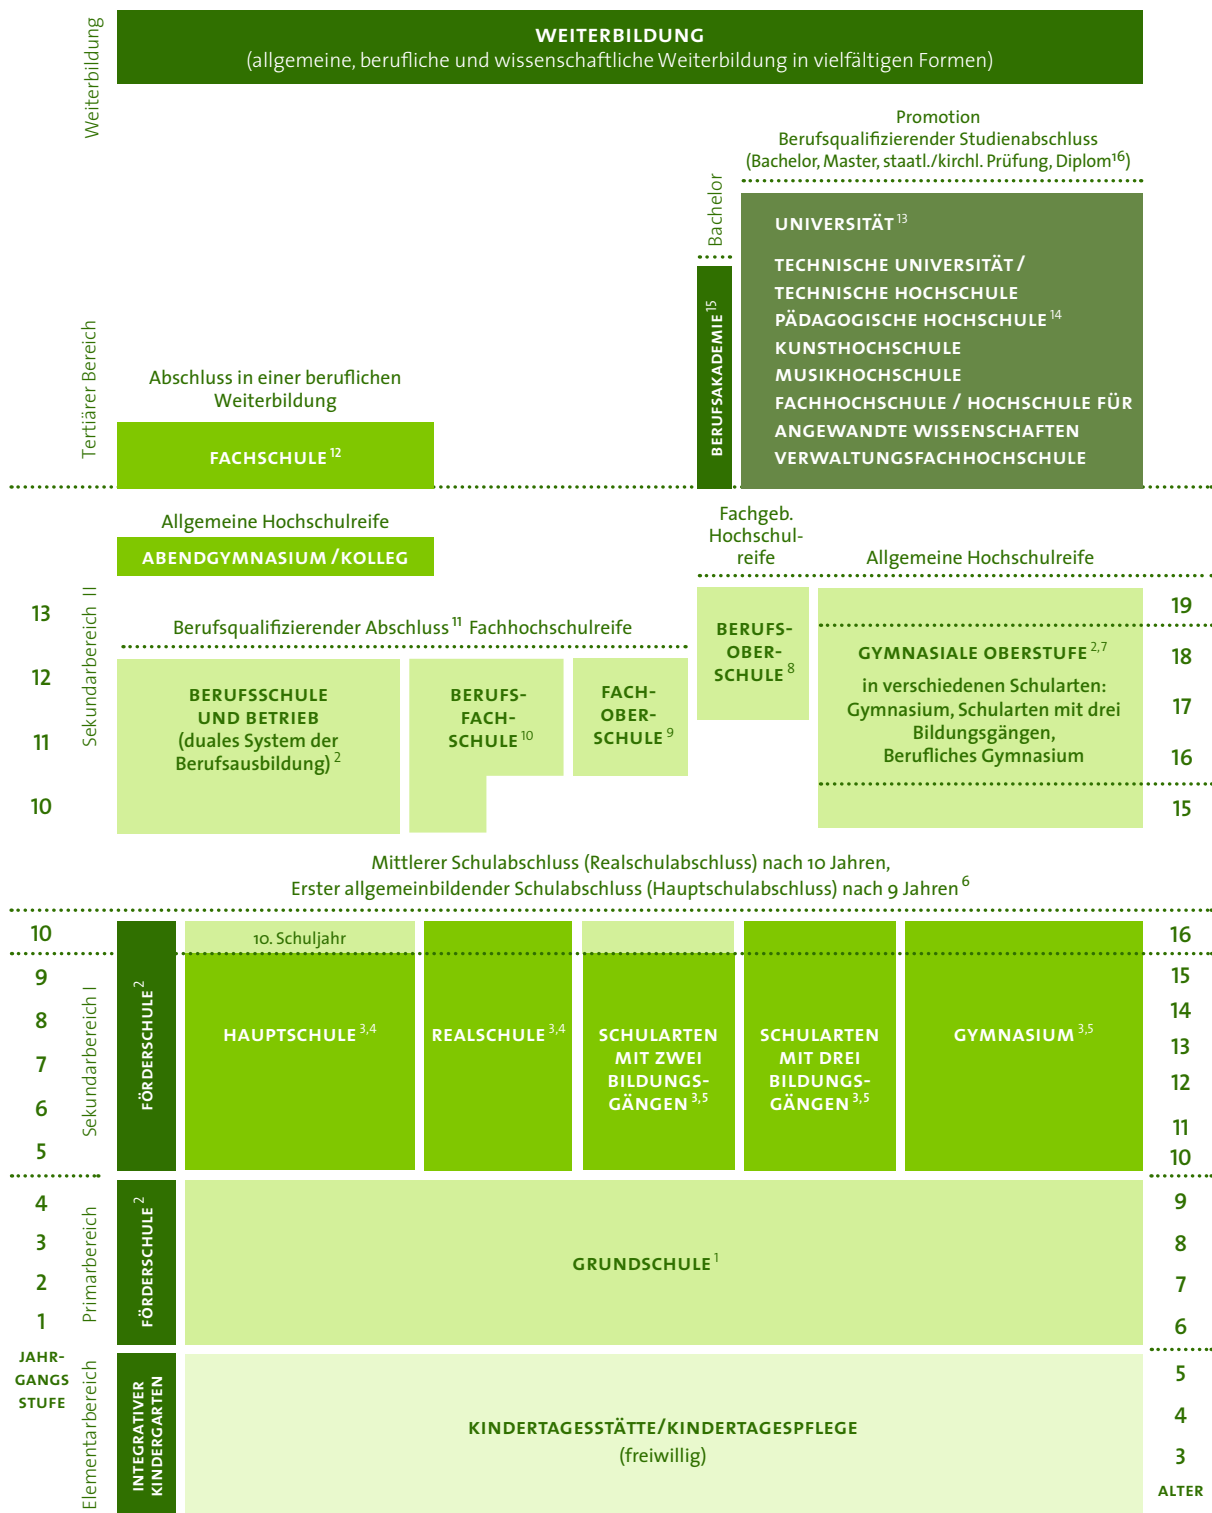 Weiterbildung
WEITERBILDUNG
(allgemeine, berufliche und wissenschaftliche Weiterbildung in vielfältigen Formen)
Promotion
Berufsqualifizierender Studienabschluss
(Bachelor, Master, staatl./kirchl. Prüfung, Diplom¹⁶)
Bachelor
Tertiärer Bereich
Abschluss in einer beruflichen
Weiterbildung
FACHSCHULE ¹²
BERUFSAKADEMIE ¹⁵
UNIVERSITÄT ¹³
TECHNISCHE UNIVERSITÄT /
TECHNISCHE HOCHSCHULE
PÄDAGOGISCHE HOCHSCHULE ¹⁴
KUNSTHOCHSCHULE
MUSIKHOCHSCHULE
FACHHOCHSCHULE / HOCHSCHULE FÜR
ANGEWANDTE WISSENSCHAFTEN
VERWALTUNGSFACHHOCHSCHULE
Allgemeine Hochschulreife
ABENDGYMNASIUM / KOLLEG
Fachgeb.
Hochschul-
reife
Allgemeine Hochschulreife
Sekundarbereich II
13
12
11
10
Berufsqualifizierender Abschluss ¹¹ Fachhochschulreife
BERUFSSCHULE
UND BETRIEB
(duales System der
Berufsausbildung) ²
BERUFS-
FACH-
SCHULE ¹⁰
FACH-
OBER-
SCHULE ⁹
BERUFS-
OBER-
SCHULE ⁸
GYMNASIALE OBERSTUFE ²,⁷
in verschiedenen Schularten:
Gymnasium, Schularten mit drei
Bildungsgängen,
Berufliches Gymnasium
19
18
17
16
15
Mittlerer Schulabschluss (Realschulabschluss) nach 10 Jahren,
Erster allgemeinbildender Schulabschluss (Hauptschulabschluss) nach 9 Jahren ⁶
10
9
8
7
6
5
Sekundarbereich I
FÖRDERSCHULE ²
10. Schuljahr
HAUPTSCHULE ³,⁴
REALSCHULE ³,⁴
SCHULARTEN
MIT ZWEI
BILDUNGS-
GÄNGEN ³,⁵
SCHULARTEN
MIT DREI
BILDUNGS-
GÄNGEN ³,⁵
GYMNASIUM ³,⁵
16
15
14
13
12
11
10
4
3
2
1
Primarbereich
FÖRDERSCHULE ²
GRUNDSCHULE ¹
9
8
7
6
JAHR-
GANGS
STUFE
Elementarbereich
INTEGRATIVER
KINDERGARTEN
KINDERTAGESSTÄTTE/KINDERTAGESPFLEGE
(freiwillig)
5
4
3
ALTER